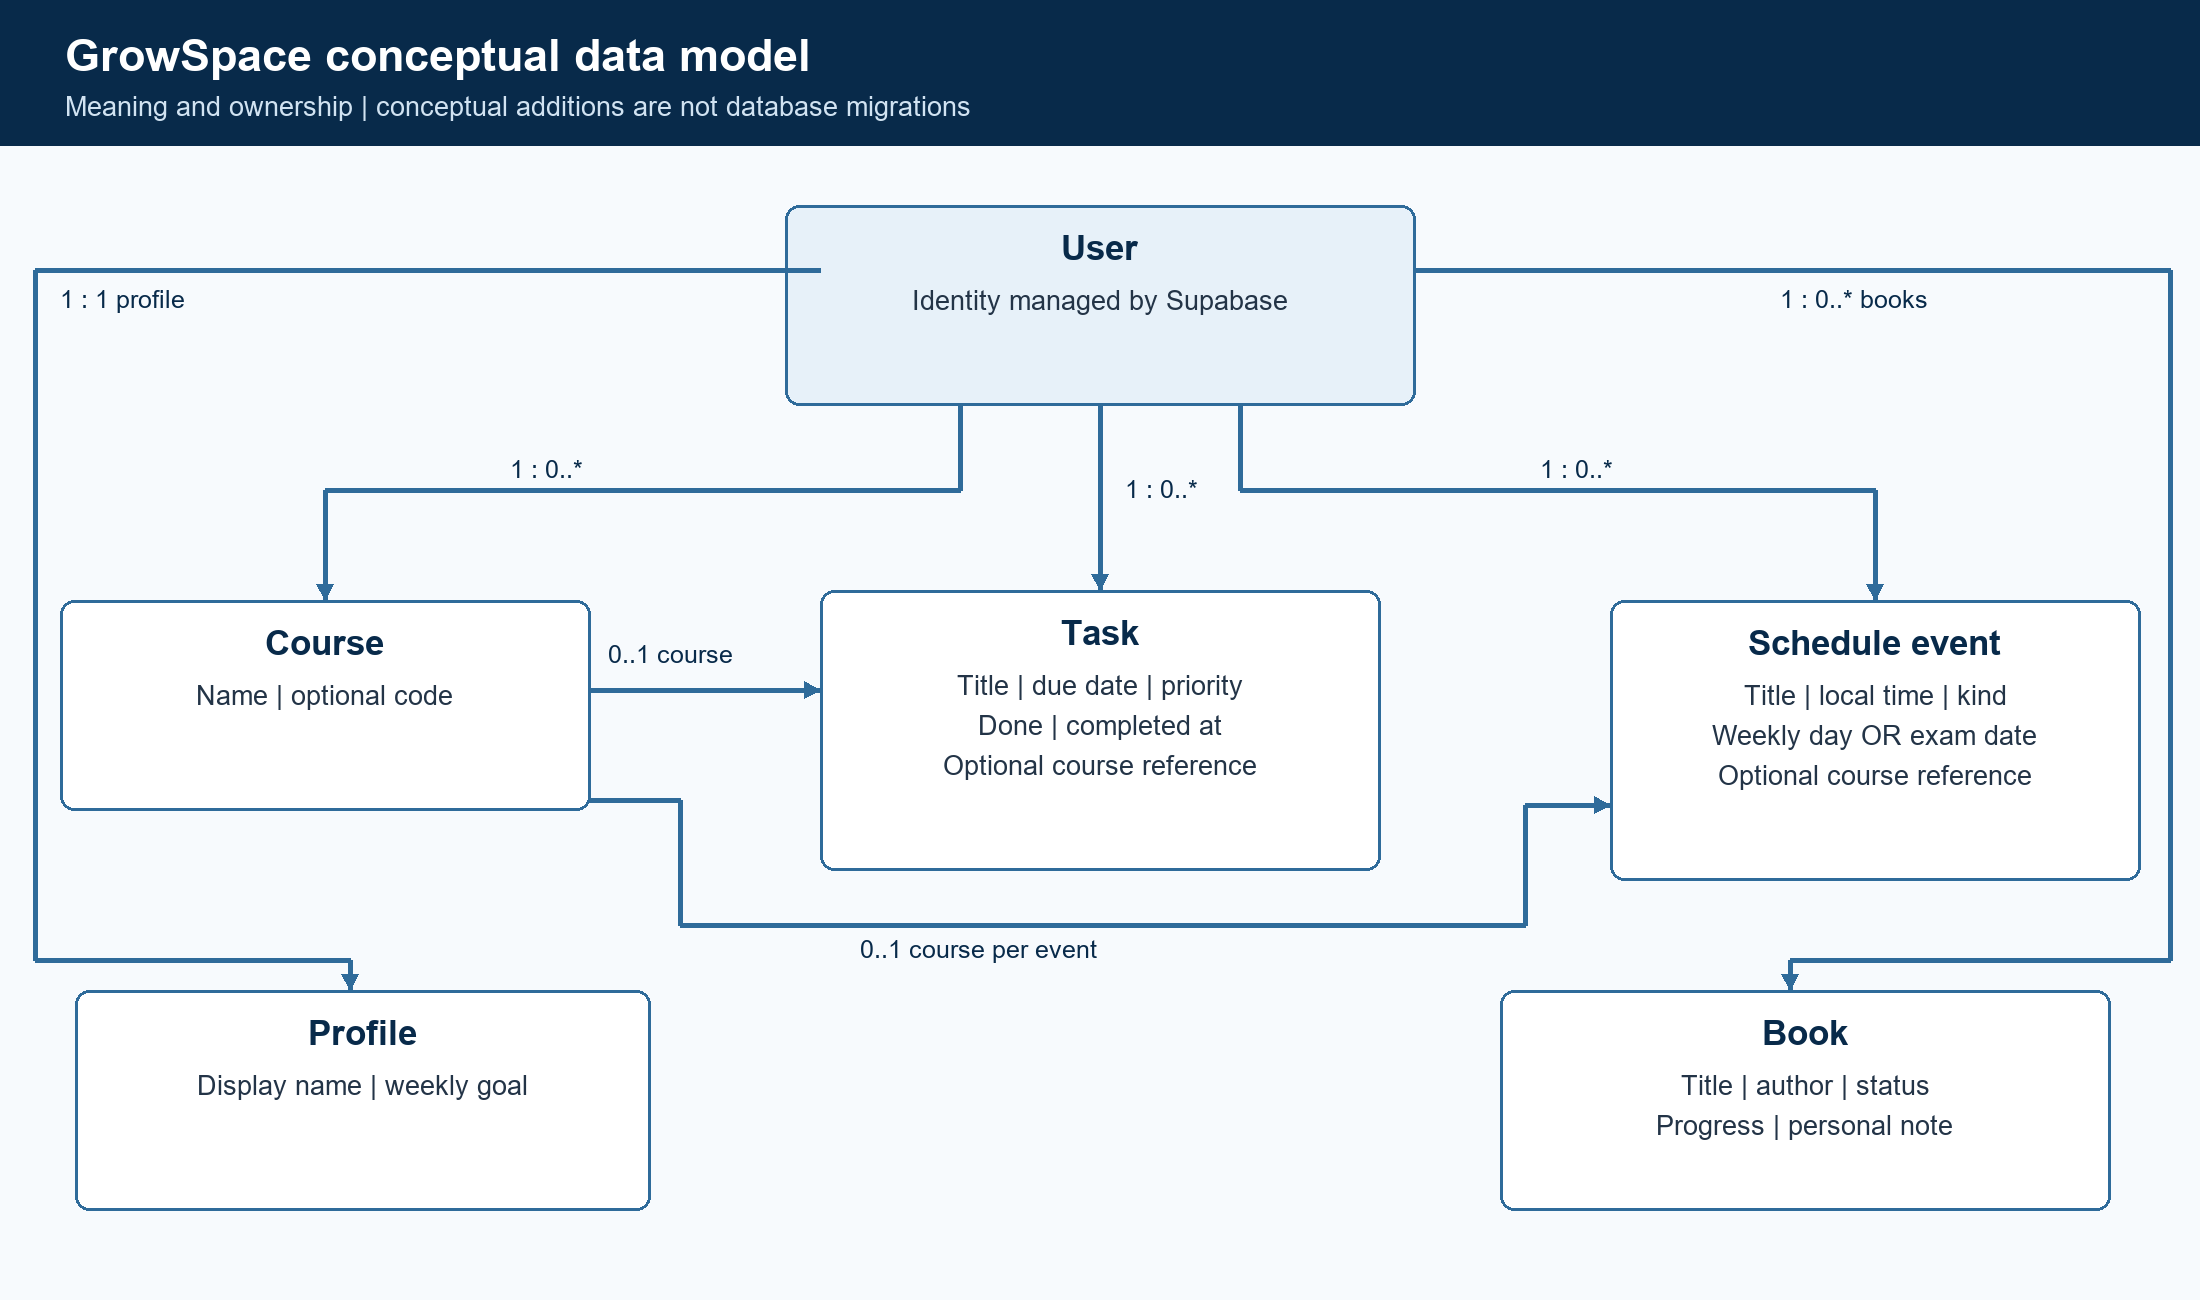 GrowSpace conceptual data model
Meaning and ownership | conceptual additions are not database migrations
User
Identity managed by Supabase
1 : 1 profile
1 : 0..* books
1 : 0..*
1 : 0..*
1 : 0..*
Course
Name | optional code
0..1 course
Task
Title | due date | priority
Done | completed at
Optional course reference
Schedule event
Title | local time | kind
Weekly day OR exam date
Optional course reference
0..1 course per event
Profile
Display name | weekly goal
Book
Title | author | status
Progress | personal note